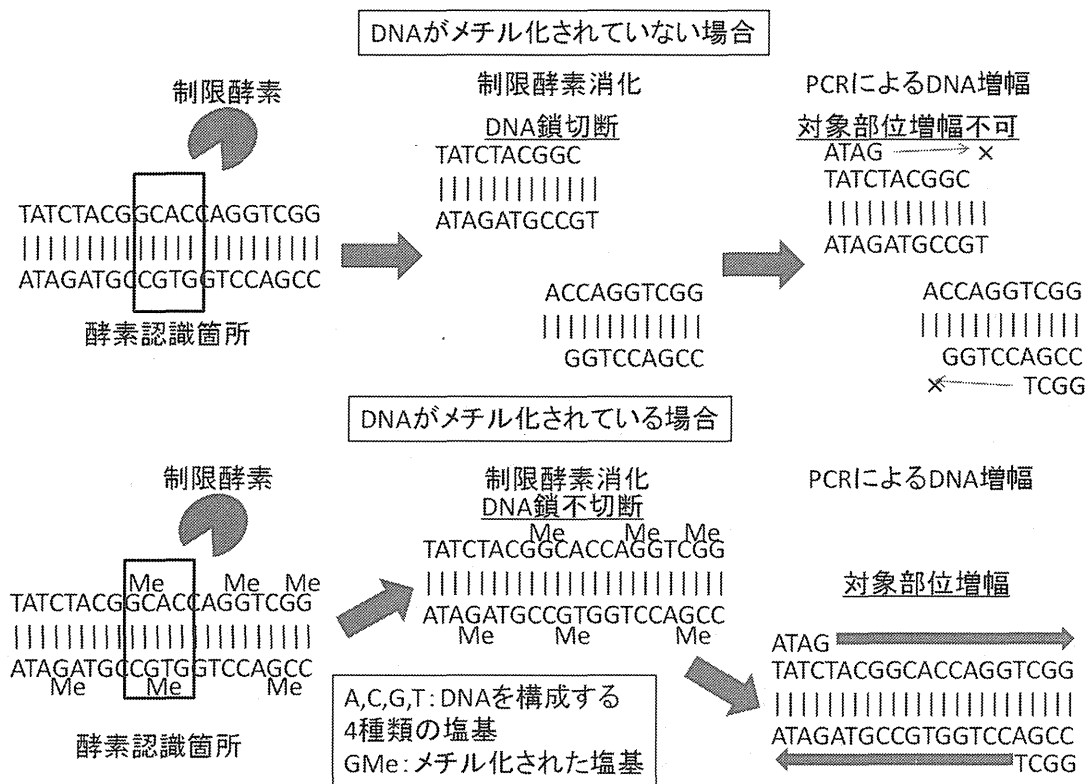 DNAがメチル化されていない場合
制限酵素
TATCTACGGCACCAGGTCGG
ATAGATGCCGTGGTCCAGCC
酵素認識箇所
制限酵素消化
DNA鎖切断
TATCTACGGC
ATAGATGCCGT
ACCAGGTCGG
GGTCCAGCC
PCRによるDNA増幅
対象部位増幅不可
ATAG ×
TATCTACGGC
ATAGATGCCGT
ACCAGGTCGG
GGTCCAGCC
× TCGG
DNAがメチル化されている場合
制限酵素
Me Me Me
TATCTACGGCACCAGGTCGG
ATAGATGCCGTGGTCCAGCC
Me Me Me
酵素認識箇所
制限酵素消化
DNA鎖不切断
Me Me Me
TATCTACGGCACCAGGTCGG
ATAGATGCCGTGGTCCAGCC
Me Me Me
A,C,G,T:DNAを構成する
4種類の塩基
GMe:メチル化された塩基
PCRによるDNA増幅
対象部位増幅
ATAG
TATCTACGGCACCAGGTCGG
ATAGATGCCGTGGTCCAGCC
TCGG